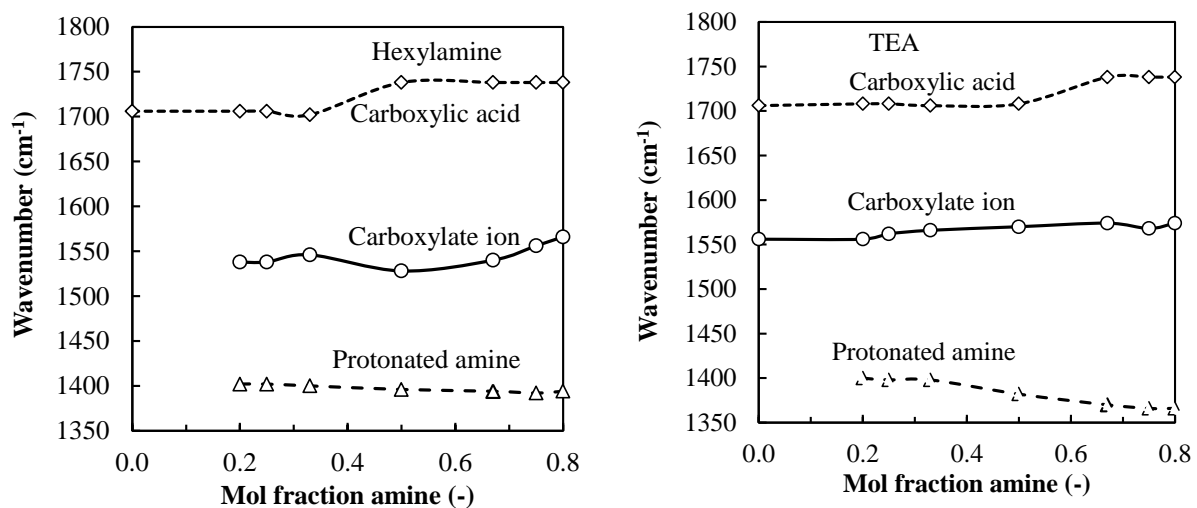 1800
1750
1700
1650
1600
1550
1500
1450
1400
1350
Wavenumber (cm-1)
Hexylamine
Carboxylic acid
Carboxylate ion
Protonated amine
0.0 0.2 0.4 0.6 0.8
Mol fraction amine (-)
1800
1750
1700
1650
1600
1550
1500
1450
1400
1350
Wavenumber (cm-1)
TEA
Carboxylic acid
Carboxylate ion
Protonated amine
0.0 0.2 0.4 0.6 0.8
Mol fraction amine (-)